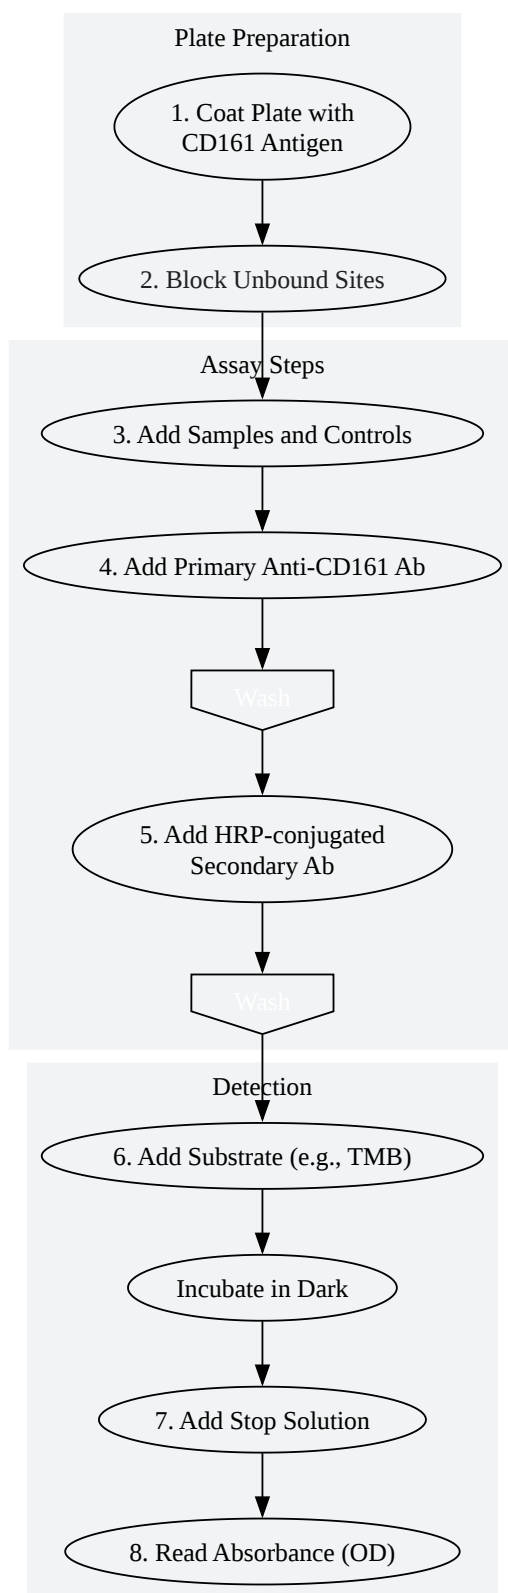 Plate Preparation
1. Coat Plate with
CD161 Antigen
2. Block Unbound Sites
Assay Steps
3. Add Samples and Controls
4. Add Primary Anti-CD161 Ab
Wash
5. Add HRP-conjugated
Secondary Ab
Wash
Detection
6. Add Substrate (e.g., TMB)
Incubate in Dark
7. Add Stop Solution
8. Read Absorbance (OD)